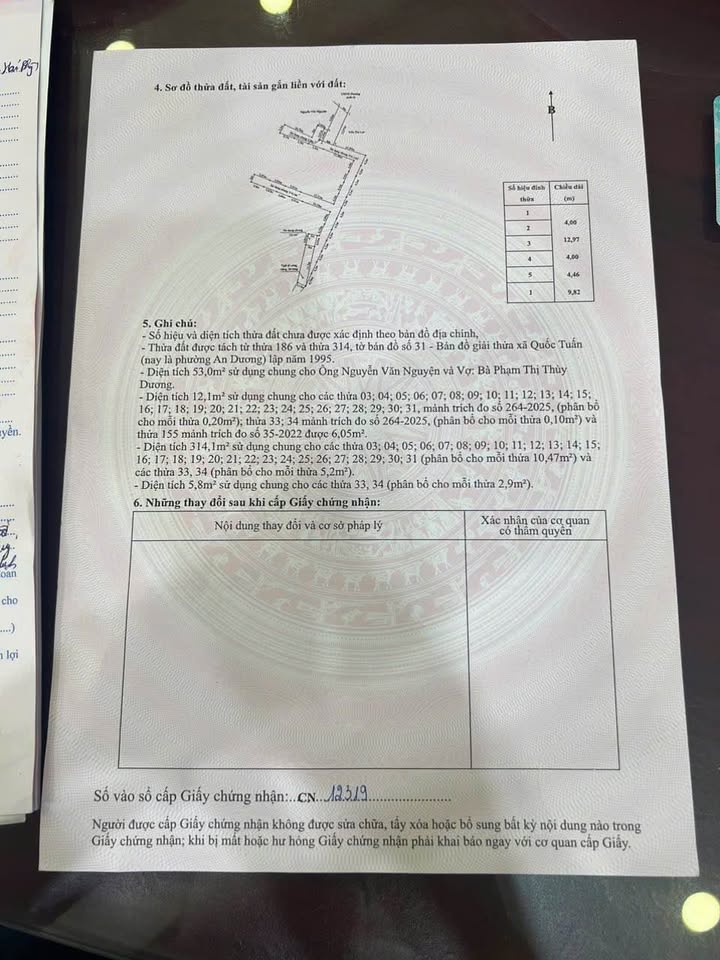 Hải Phòng
4. Sơ đồ thửa đất, tài sản gắn liền với đất:
B
Số hiệu đỉnh thửa Chiều dài (m)
1
4,00
2
12,97
3
4,00
4
4,46
5
9,82
1
5. Ghi chú:
- Số hiệu và diện tích thửa đất chưa được xác định theo bản đồ địa chính,
- Thửa đất được tách từ thửa 186 và thửa 314, tờ bản đồ số 31 - Bản đồ giải thửa xã Quốc Tuấn
(nay là phường An Dương) lập năm 1995.
- Diện tích 53,0m² sử dụng chung cho Ông Nguyễn Văn Nguyện và Vợ: Bà Phạm Thị Thùy
Dương.
- Diện tích 12,1m² sử dụng chung cho các thửa 03; 04; 05; 06; 07; 08; 09; 10; 11; 12; 13; 14; 15;
16; 17; 18; 19; 20; 21; 22; 23; 24; 25; 26; 27; 28; 29; 30; 31, mảnh trích đo số 264-2025, (phân bổ
cho mỗi thửa 0,20m²); thửa 33; 34 mảnh trích đo số 264-2025, (phân bổ cho mỗi thửa 0,10m²) và
thửa 155 mảnh trích đo số 35-2022 được 6,05m².
- Diện tích 314,1m² sử dụng chung cho các thửa 03; 04; 05; 06; 07; 08; 09; 10; 11; 12; 13; 14; 15;
16; 17; 18; 19; 20; 21; 22; 23; 24; 25; 26; 27; 28; 29; 30; 31 (phân bổ cho mỗi thửa 10,47m²) và
các thửa 33, 34 (phân bổ cho mỗi thửa 5,2m²).
- Diện tích 5,8m² sử dụng chung cho các thửa 33, 34 (phân bổ cho mỗi thửa 2,9m²).
6. Những thay đổi sau khi cấp Giấy chứng nhận:
Nội dung thay đổi và cơ sở pháp lý
Xác nhận của cơ quan
có thẩm quyền
Số vào sổ cấp Giấy chứng nhận:..CN...12319......................
Người được cấp Giấy chứng nhận không được sửa chữa, tẩy xóa hoặc bổ sung bất kỳ nội dung nào trong
Giấy chứng nhận; khi bị mất hoặc hư hỏng Giấy chứng nhận phải khai báo ngay với cơ quan cấp Giấy.
yền.
oan
cho
....)
lợi